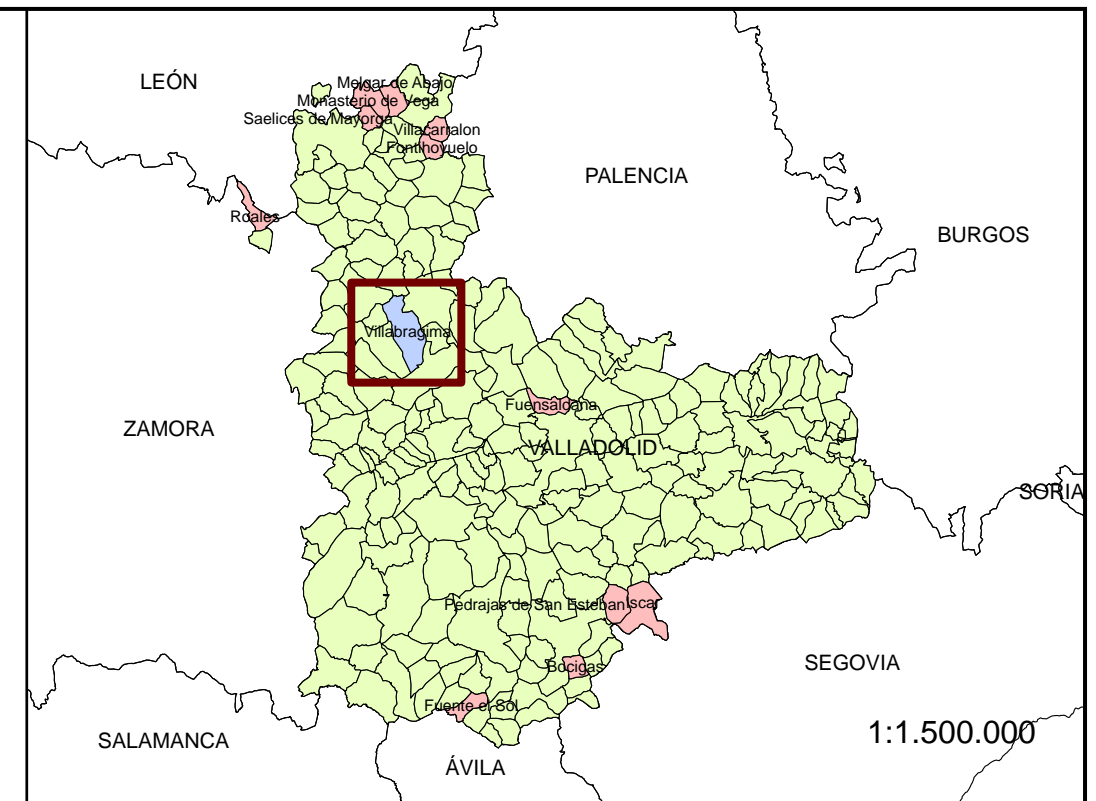 LEÓN
Melgar de Abajo
Monasterio de Vega
Saelices de Mayorga
Villacarralon
Fontihoyuelo
PALENCIA
Roales
BURGOS
Villabragima
Fuensaldaña
ZAMORA
VALLADOLID
SORIA
Pedrajas de San Esteban
Iscar
SEGOVIA
Bocigas
Fuente el Sol
1:1.500.000
SALAMANCA
ÁVILA